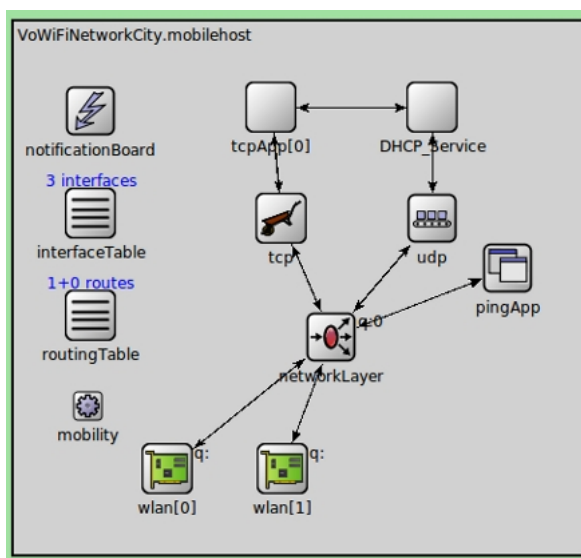 VoWiFiNetworkCity.mobilehost
notificationBoard
tcpApp[0]
DHCP_Service
3 interfaces
interfaceTable
tcp
udp
1+0 routes
pingApp
q:0
routingTable
networkLayer
mobility
q:
q:
wlan[0]
wlan[1]